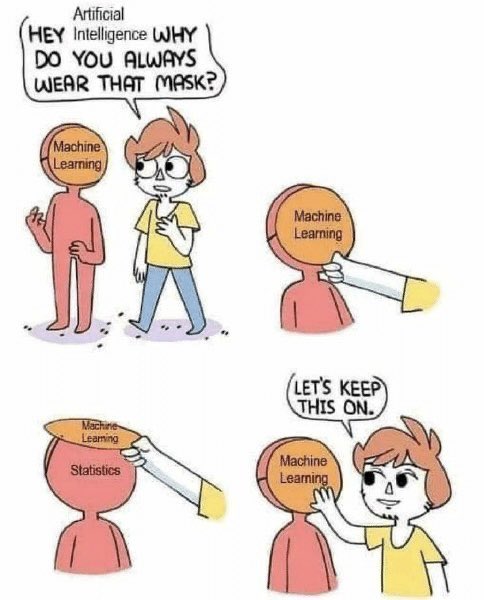 Artificial
HEY Intelligence WHY
DO YOU ALWAYS
WEAR THAT MASK?
Machine
Learning
Machine
Learning
Machine
Learning
Statistics
LET'S KEEP
THIS ON.
Machine
Learning